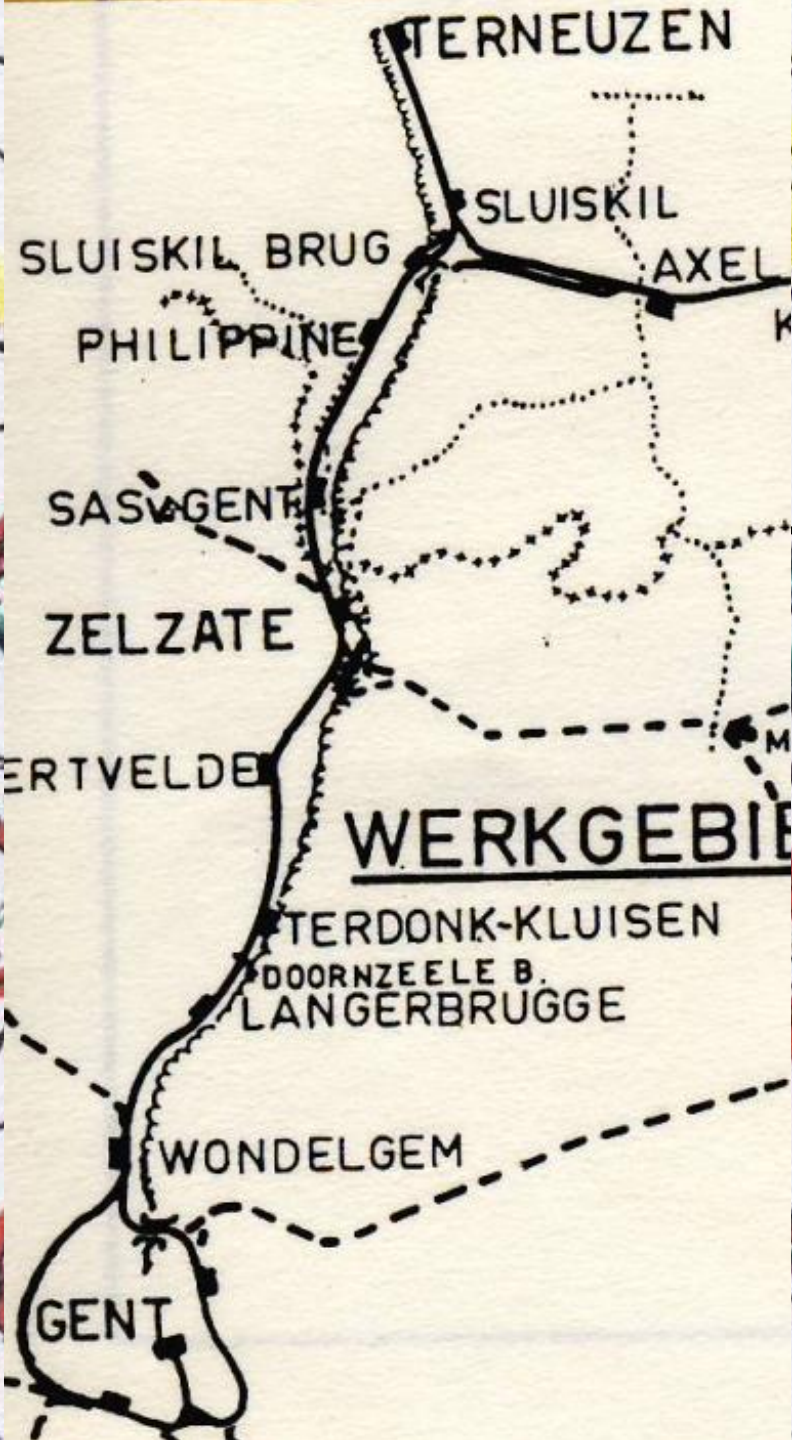 TERNEUZEN
SLUISKIL
SLUISKIL BRUG
AXEL
K
PHILIPPINE
SAS v GENT
ZELZATE
M
ERTVELDE
WERKGEBIE
TERDONK-KLUISEN
DOORNZEELE B.
LANGERBRUGGE
WONDELGEM
GENT